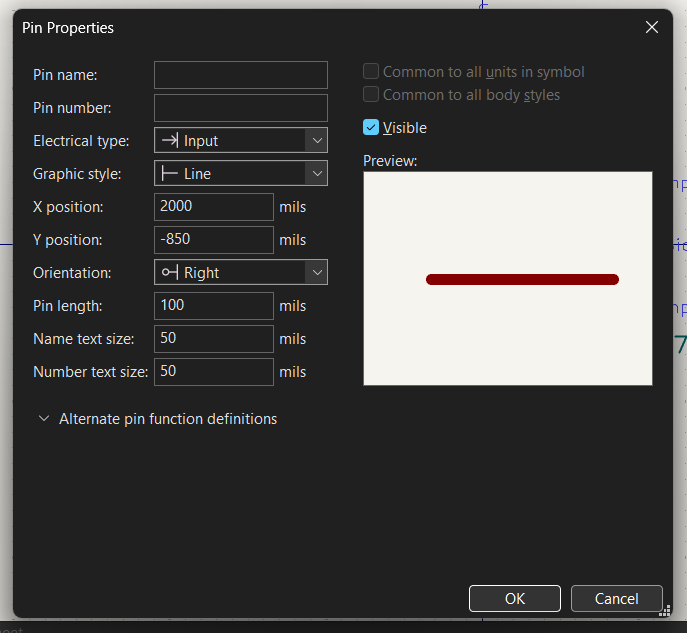 Pin Properties
Pin name:
Pin number:
Electrical type: Input
Graphic style: Line
X position: 2000 mils
Y position: -850 mils
Orientation: Right
Pin length: 100 mils
Name text size: 50 mils
Number text size: 50 mils
Alternate pin function definitions
Common to all units in symbol
Common to all body styles
Visible
Preview:
OK
Cancel
7